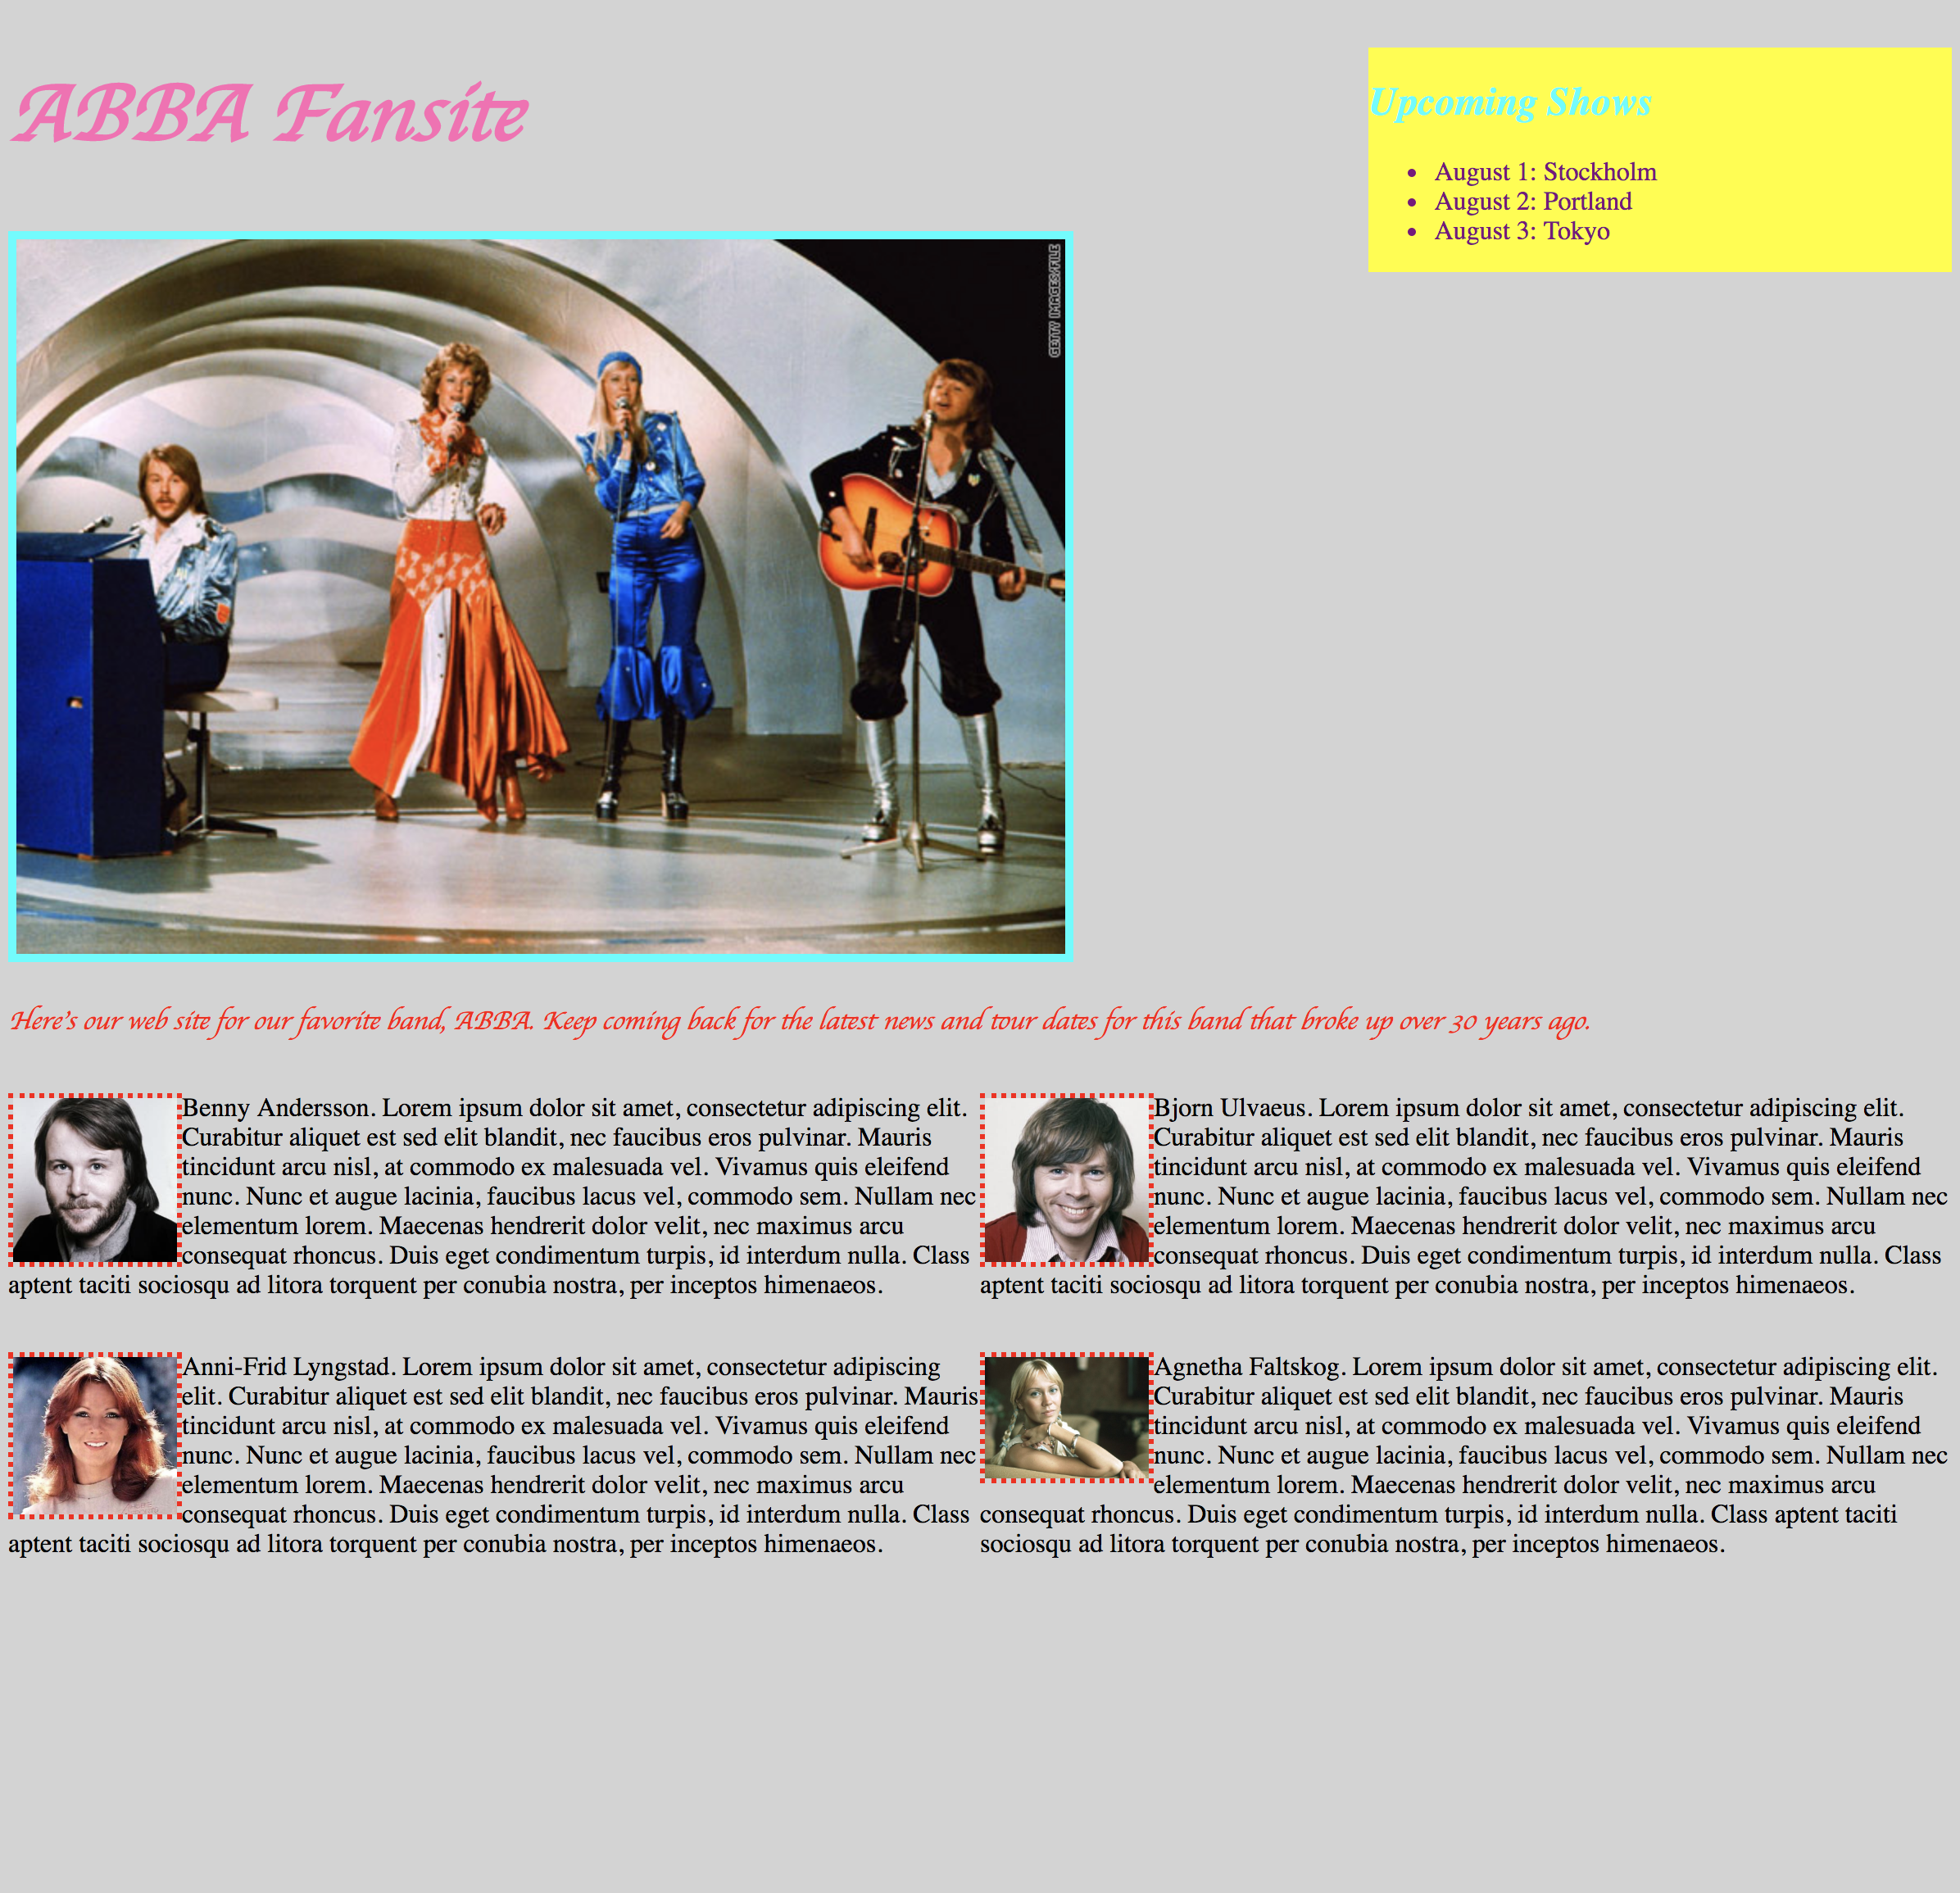 ABBA Fansite
Upcoming Shows
• August 1: Stockholm
• August 2: Portland
• August 3: Tokyo
GETTY IMAGES/FILE
Here's our web site for our favorite band, ABBA. Keep coming back for the latest news and tour dates for this band that broke up over 30 years ago.
Benny Andersson. Lorem ipsum dolor sit amet, consectetur adipiscing elit.
Curabitur aliquet est sed elit blandit, nec faucibus eros pulvinar. Mauris
tincidunt arcu nisl, at commodo ex malesuada vel. Vivamus quis eleifend
nunc. Nunc et augue lacinia, faucibus lacus vel, commodo sem. Nullam nec
elementum lorem. Maecenas hendrerit dolor velit, nec maximus arcu
consequat rhoncus. Duis eget condimentum turpis, id interdum nulla. Class
aptent taciti sociosqu ad litora torquent per conubia nostra, per inceptos himenaeos.
Bjorn Ulvaeus. Lorem ipsum dolor sit amet, consectetur adipiscing elit.
Curabitur aliquet est sed elit blandit, nec faucibus eros pulvinar. Mauris
tincidunt arcu nisl, at commodo ex malesuada vel. Vivamus quis eleifend
nunc. Nunc et augue lacinia, faucibus lacus vel, commodo sem. Nullam nec
elementum lorem. Maecenas hendrerit dolor velit, nec maximus arcu
consequat rhoncus. Duis eget condimentum turpis, id interdum nulla. Class
aptent taciti sociosqu ad litora torquent per conubia nostra, per inceptos himenaeos.
Anni-Frid Lyngstad. Lorem ipsum dolor sit amet, consectetur adipiscing
elit. Curabitur aliquet est sed elit blandit, nec faucibus eros pulvinar. Mauris
tincidunt arcu nisl, at commodo ex malesuada vel. Vivamus quis eleifend
nunc. Nunc et augue lacinia, faucibus lacus vel, commodo sem. Nullam nec
elementum lorem. Maecenas hendrerit dolor velit, nec maximus arcu
consequat rhoncus. Duis eget condimentum turpis, id interdum nulla. Class
aptent taciti sociosqu ad litora torquent per conubia nostra, per inceptos himenaeos.
Agnetha Faltskog. Lorem ipsum dolor sit amet, consectetur adipiscing elit.
Curabitur aliquet est sed elit blandit, nec faucibus eros pulvinar. Mauris
tincidunt arcu nisl, at commodo ex malesuada vel. Vivamus quis eleifend
nunc. Nunc et augue lacinia, faucibus lacus vel, commodo sem. Nullam nec
elementum lorem. Maecenas hendrerit dolor velit, nec maximus arcu
consequat rhoncus. Duis eget condimentum turpis, id interdum nulla. Class aptent taciti
sociosqu ad litora torquent per conubia nostra, per inceptos himenaeos.